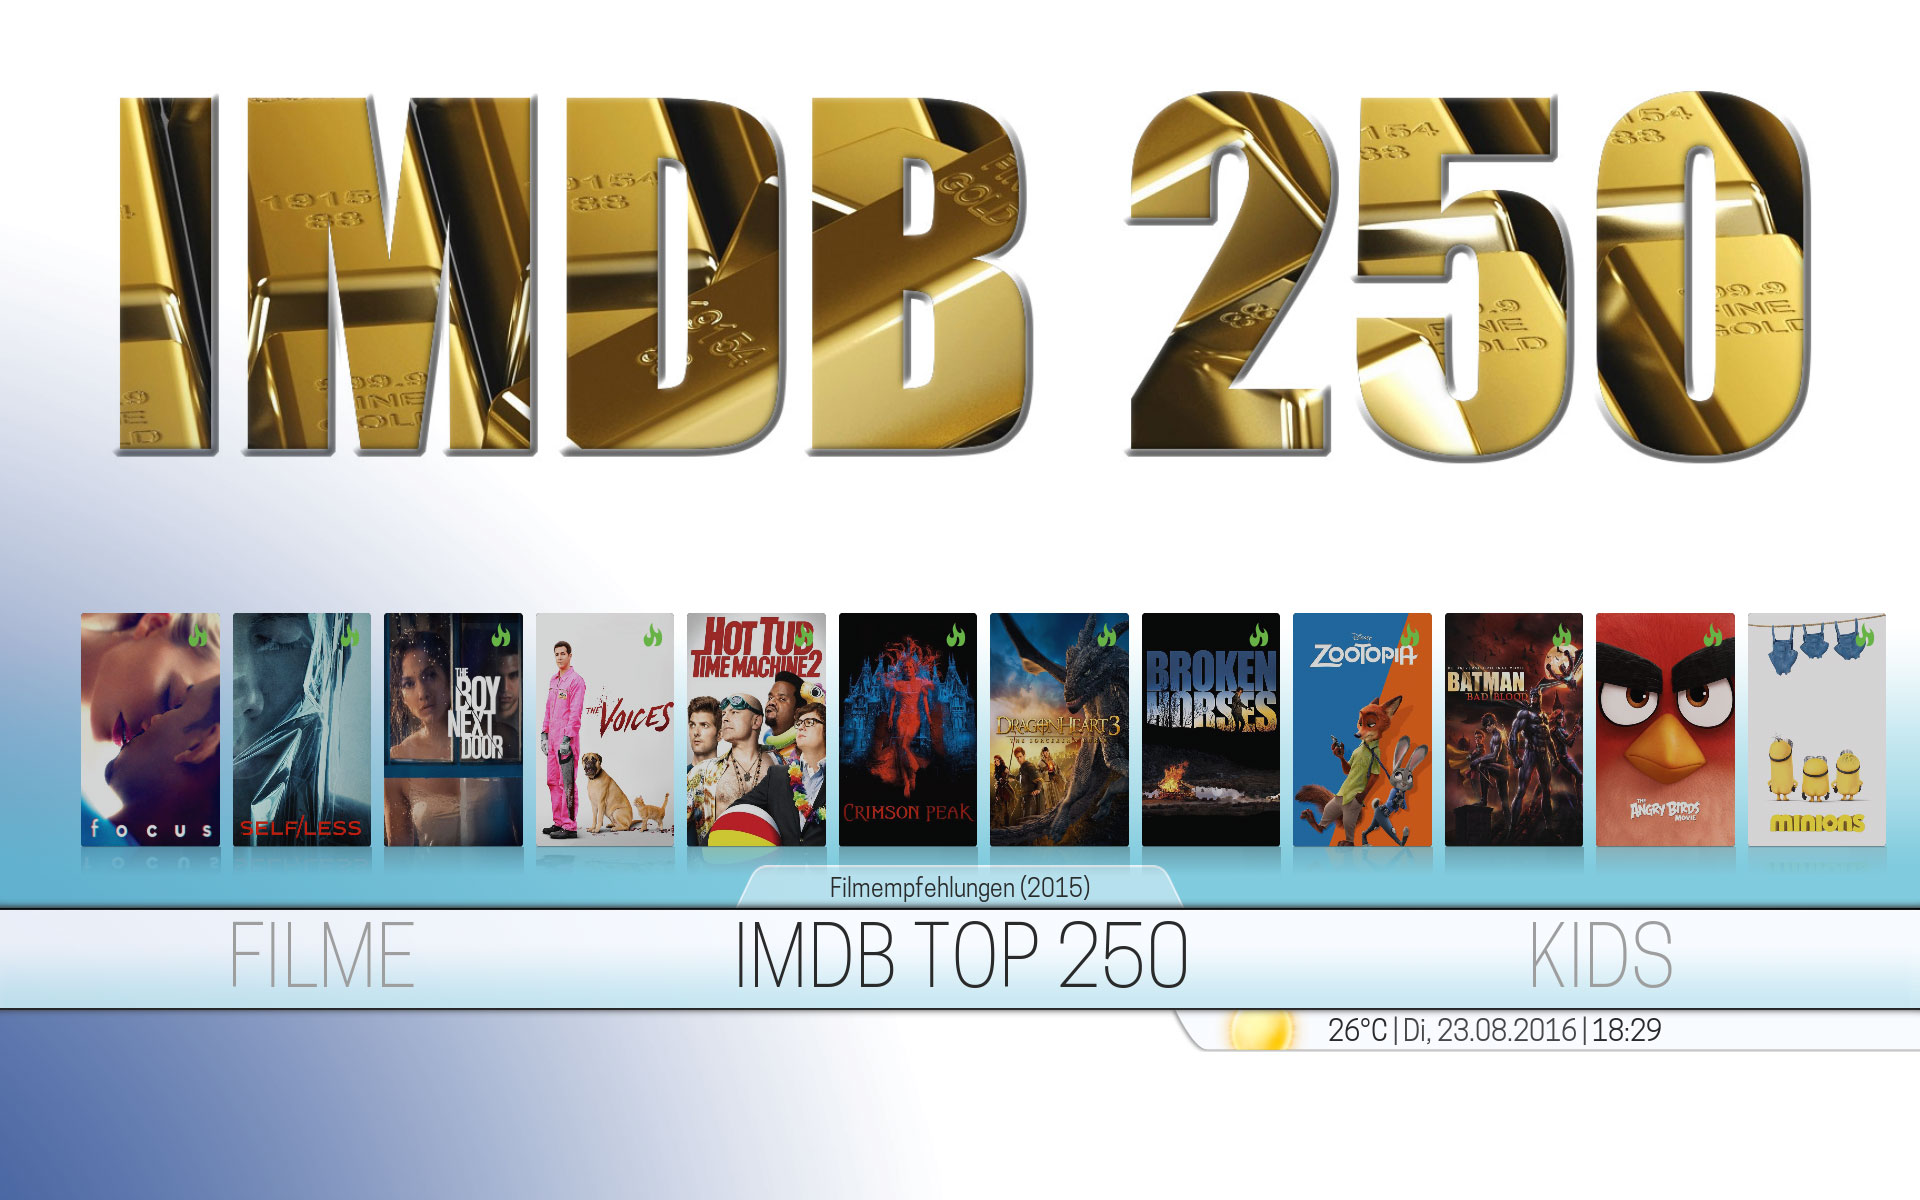 IMDB 250
focus
SELF/LESS
THE
BOY
NEXT
DOOR
THE VOICES
HOT TUB
TIME MACHINE 2
CRIMSON PEAK
DRAGONHEART 3
BROKEN
HORSES
Disney
ZOOTOPIA
BATMAN
BAD BLOOD
THE
ANGRY BIRDS
MOVIE
minions
Filmempfehlungen (2015)
FILME
IMDB TOP 250
KIDS
26°C | Di, 23.08.2016 | 18:29